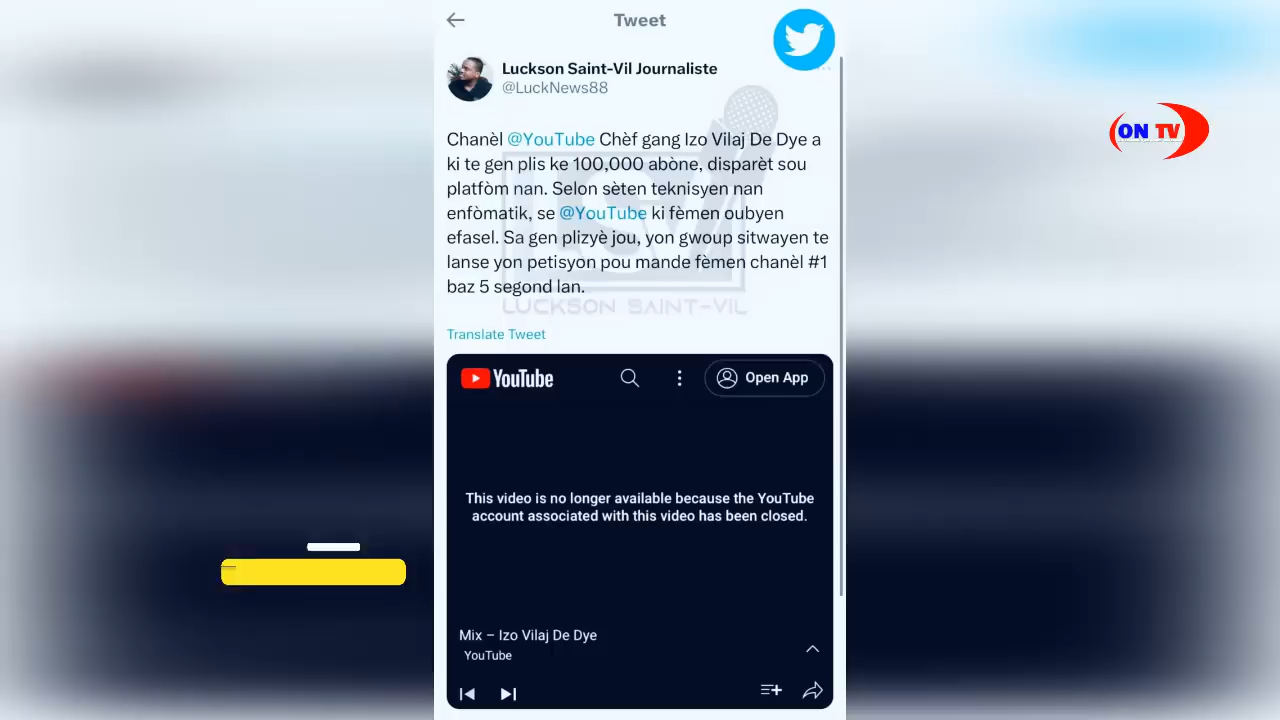 Tweet
Luckson Saint-Vil Journaliste
@LuckNews88
ON TV
Chanèl @YouTube Chèf gang Izo Vilaj De Dye a
ki te gen plis ke 100,000 abòne, disparèt sou
platfòm nan. Selon sèten teknisyen nan
enfòmatik, se @YouTube ki fèmen oubyen
efasel. Sa gen plizyè jou, yon gwoup sitwayen te
lanse yon petisyon pou mande fèmen chanèl #1
baz 5 segond lan.
LUCKSON SAINT-VIL
Translate Tweet
YouTube
Open App
This video is no longer available because the YouTube
account associated with this video has been closed.
Mix – Izo Vilaj De Dye
YouTube